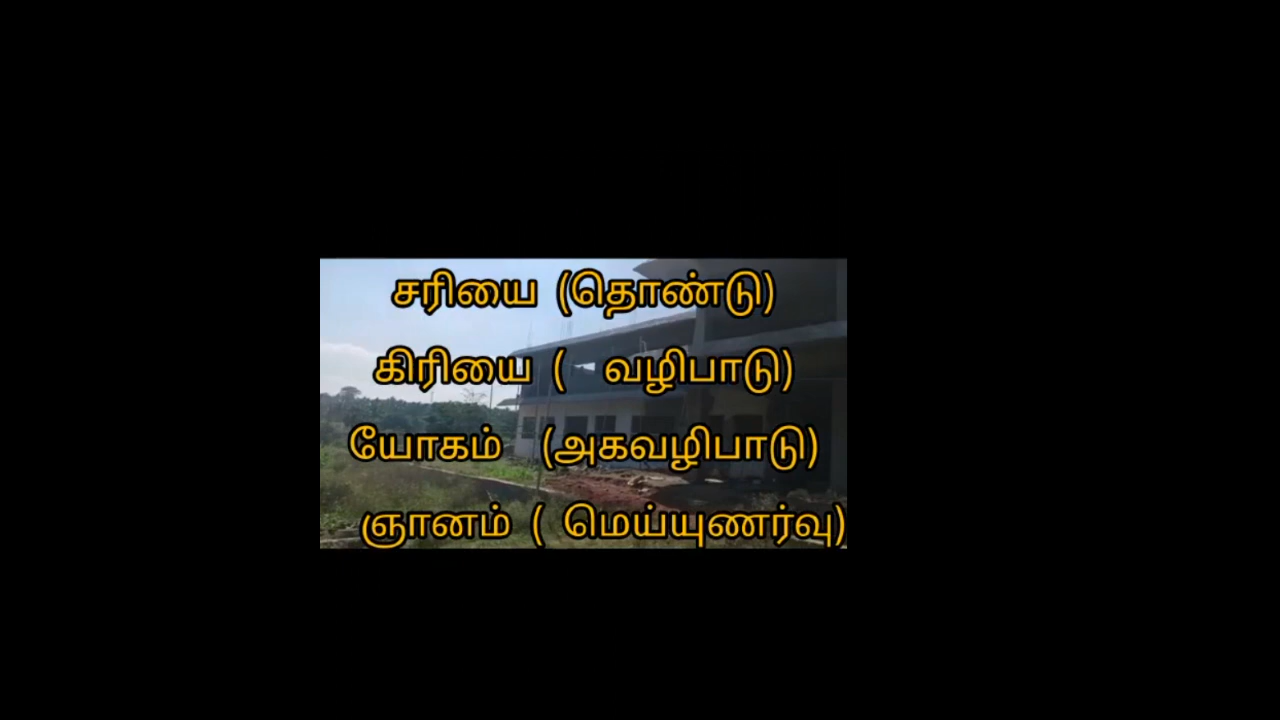 சரியை (தொண்டு)
கிரியை ( வழிபாடு)
யோகம் (அகவழிபாடு)
ஞானம் ( மெய்யுணர்வு)